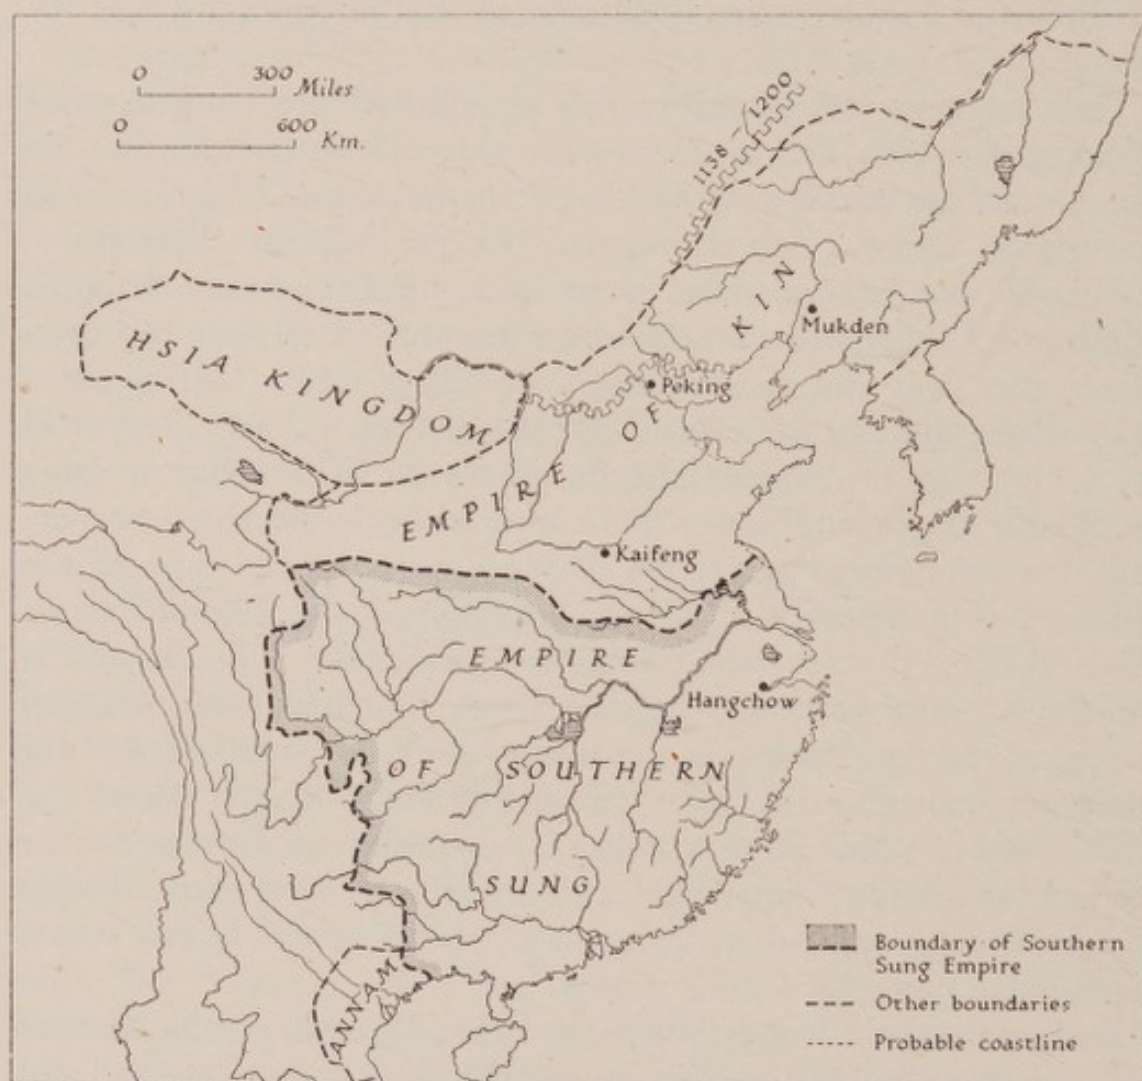 0 300 Miles
0 600 Km.
1138 – 1200
HSIA KINGDOM
EMPIRE OF KIN
Mukden
Peking
Kaifeng
EMPIRE
Hangchow
OF SOUTHERN
SUNG
ANNAM
Boundary of Southern
Sung Empire
Other boundaries
Probable coastline